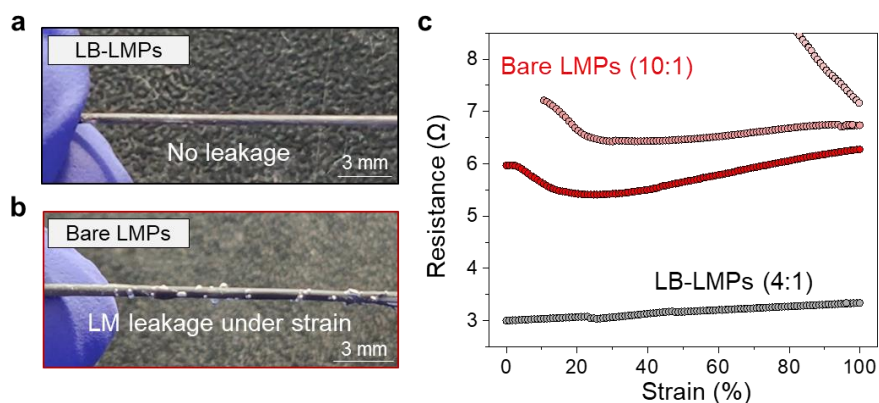 a
LB-LMPs
No leakage
3 mm
b
Bare LMPs
LM leakage under strain
3 mm
c
Resistance (Ω)
8
7
6
5
4
3
Bare LMPs (10:1)
LB-LMPs (4:1)
0 20 40 60 80 100
Strain (%)